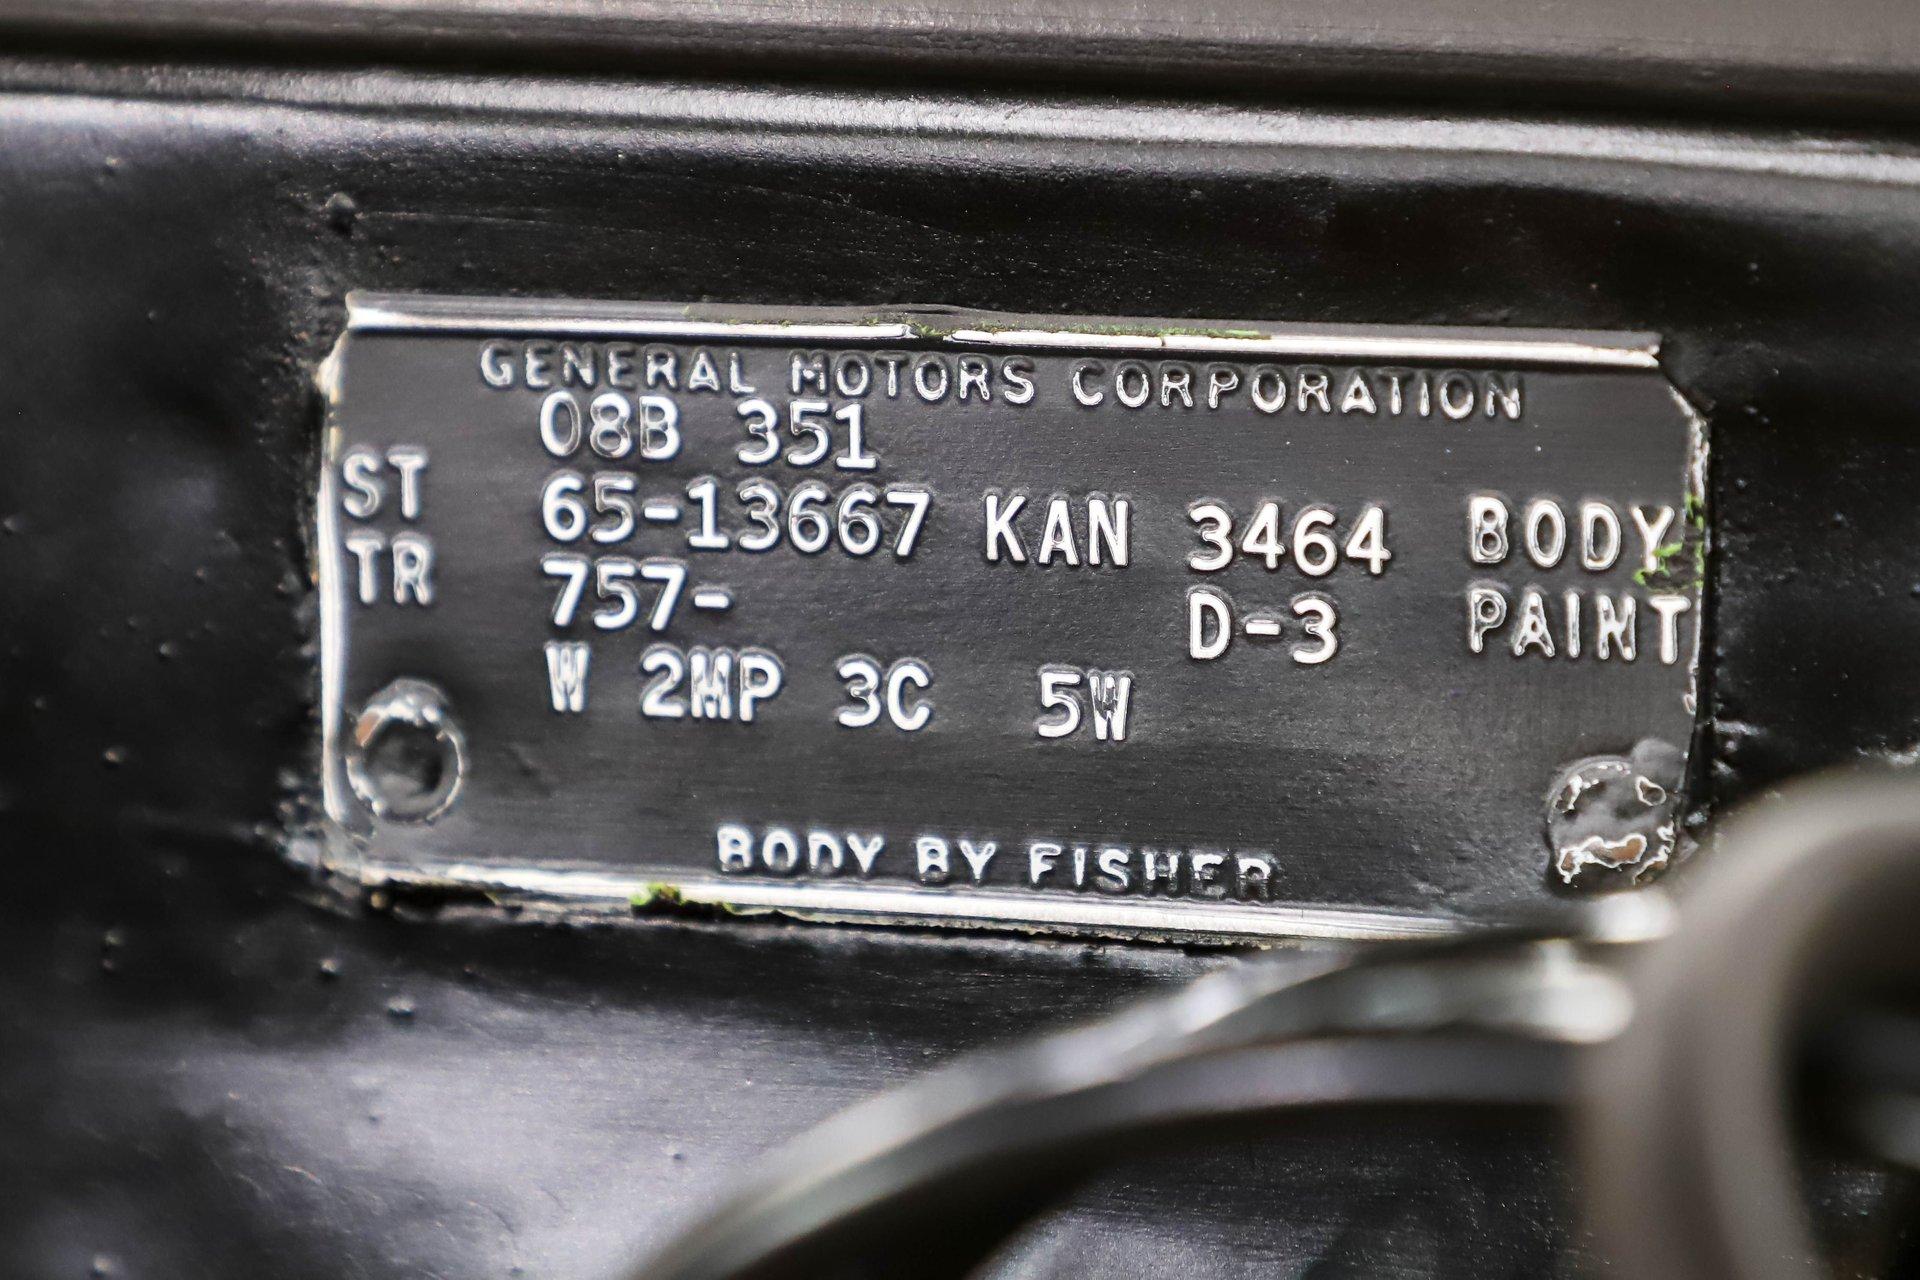 GENERAL MOTORS CORPORATION
08B 351
ST 65-13667 KAN 3464 BODY
TR 757- D-3 PAINT
W 2MP 3C 5W
BODY BY FISHER